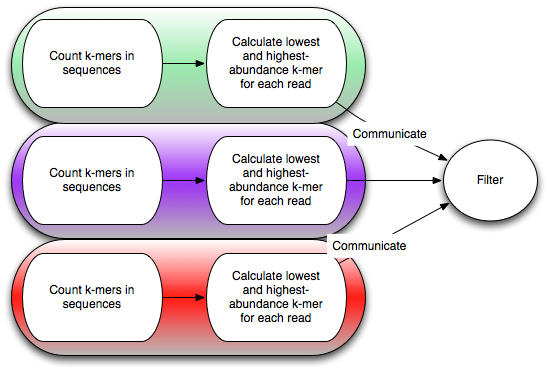 Count k-mers in
sequences
Calculate lowest
and highest-
abundance k-mer
for each read
Communicate
Count k-mers in
sequences
Calculate lowest
and highest-
abundance k-mer
for each read
Filter
Communicate
Count k-mers in
sequences
Calculate lowest
and highest-
abundance k-mer
for each read